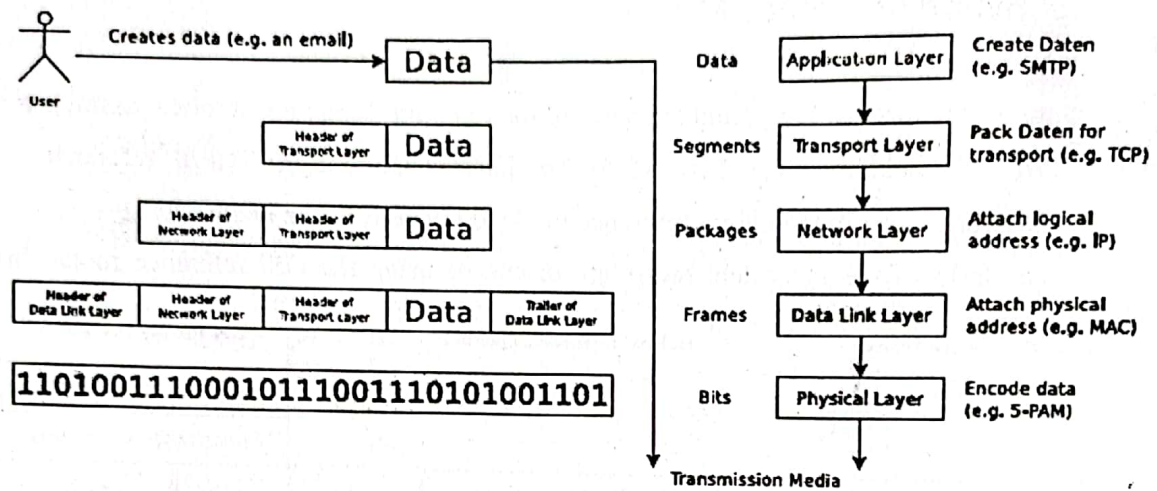 Creates data (e.g. an email)
User
Data
Header of
Transport Layer
Data
Header of
Network Layer
Header of
Transport Layer
Data
Header of
Data Link Layer
Header of
Network Layer
Header of
Transport Layer
Data
Trailer of
Data Link Layer
1101001110001011100111010101001101
Data
Application Layer
Create Daten
(e.g. SMTP)
Segments
Transport Layer
Pack Daten for
transport (e.g. TCP)
Packages
Network Layer
Attach logical
address (e.g. IP)
Frames
Data Link Layer
Attach physical
address (e.g. MAC)
Bits
Physical Layer
Encode data
(e.g. 5-PAM)
Transmission Media